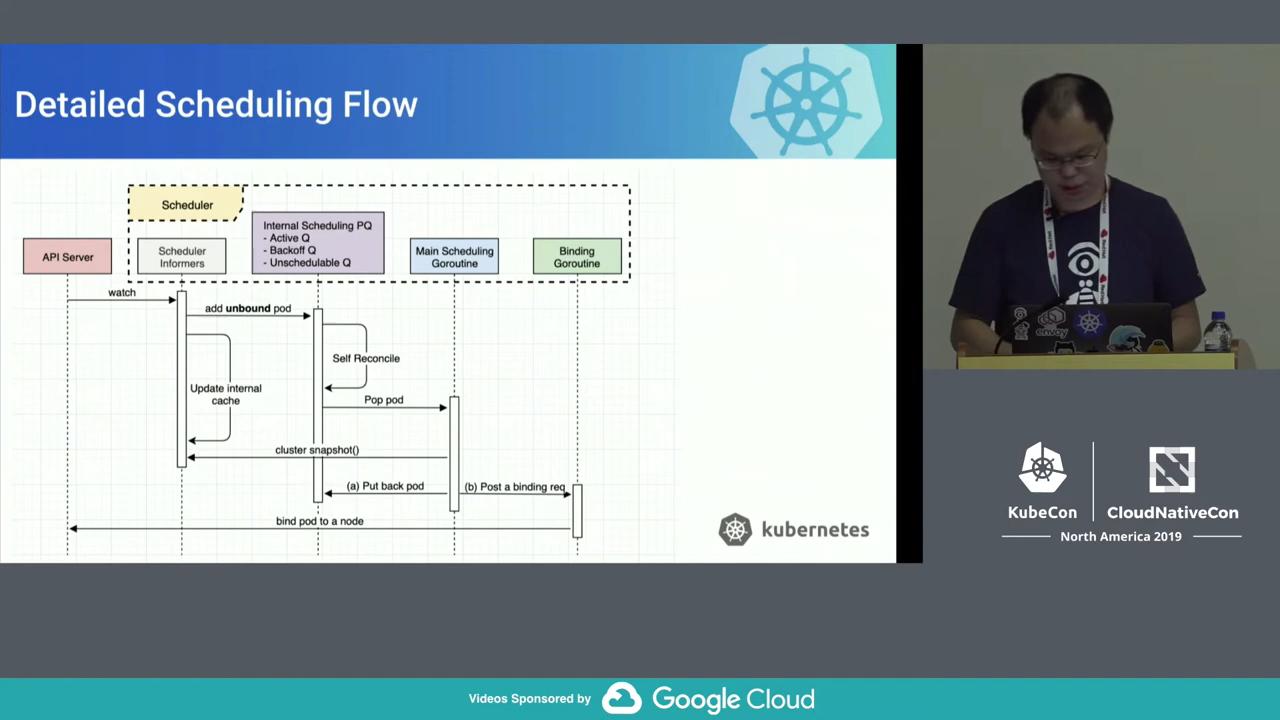 Detailed Scheduling Flow
Scheduler
API Server
Scheduler
Informers
Internal Scheduling PQ
- Active Q
- Backoff Q
- Unschedulable Q
Main Scheduling
Goroutine
Binding
Goroutine
watch
add unbound pod
Self Reconcile
Update internal
cache
Pop pod
cluster snapshot()
(a) Put back pod
(b) Post a binding req
bind pod to a node
kubernetes
envoy
KubeCon
CloudNativeCon
North America 2019
Videos Sponsored by
Google Cloud